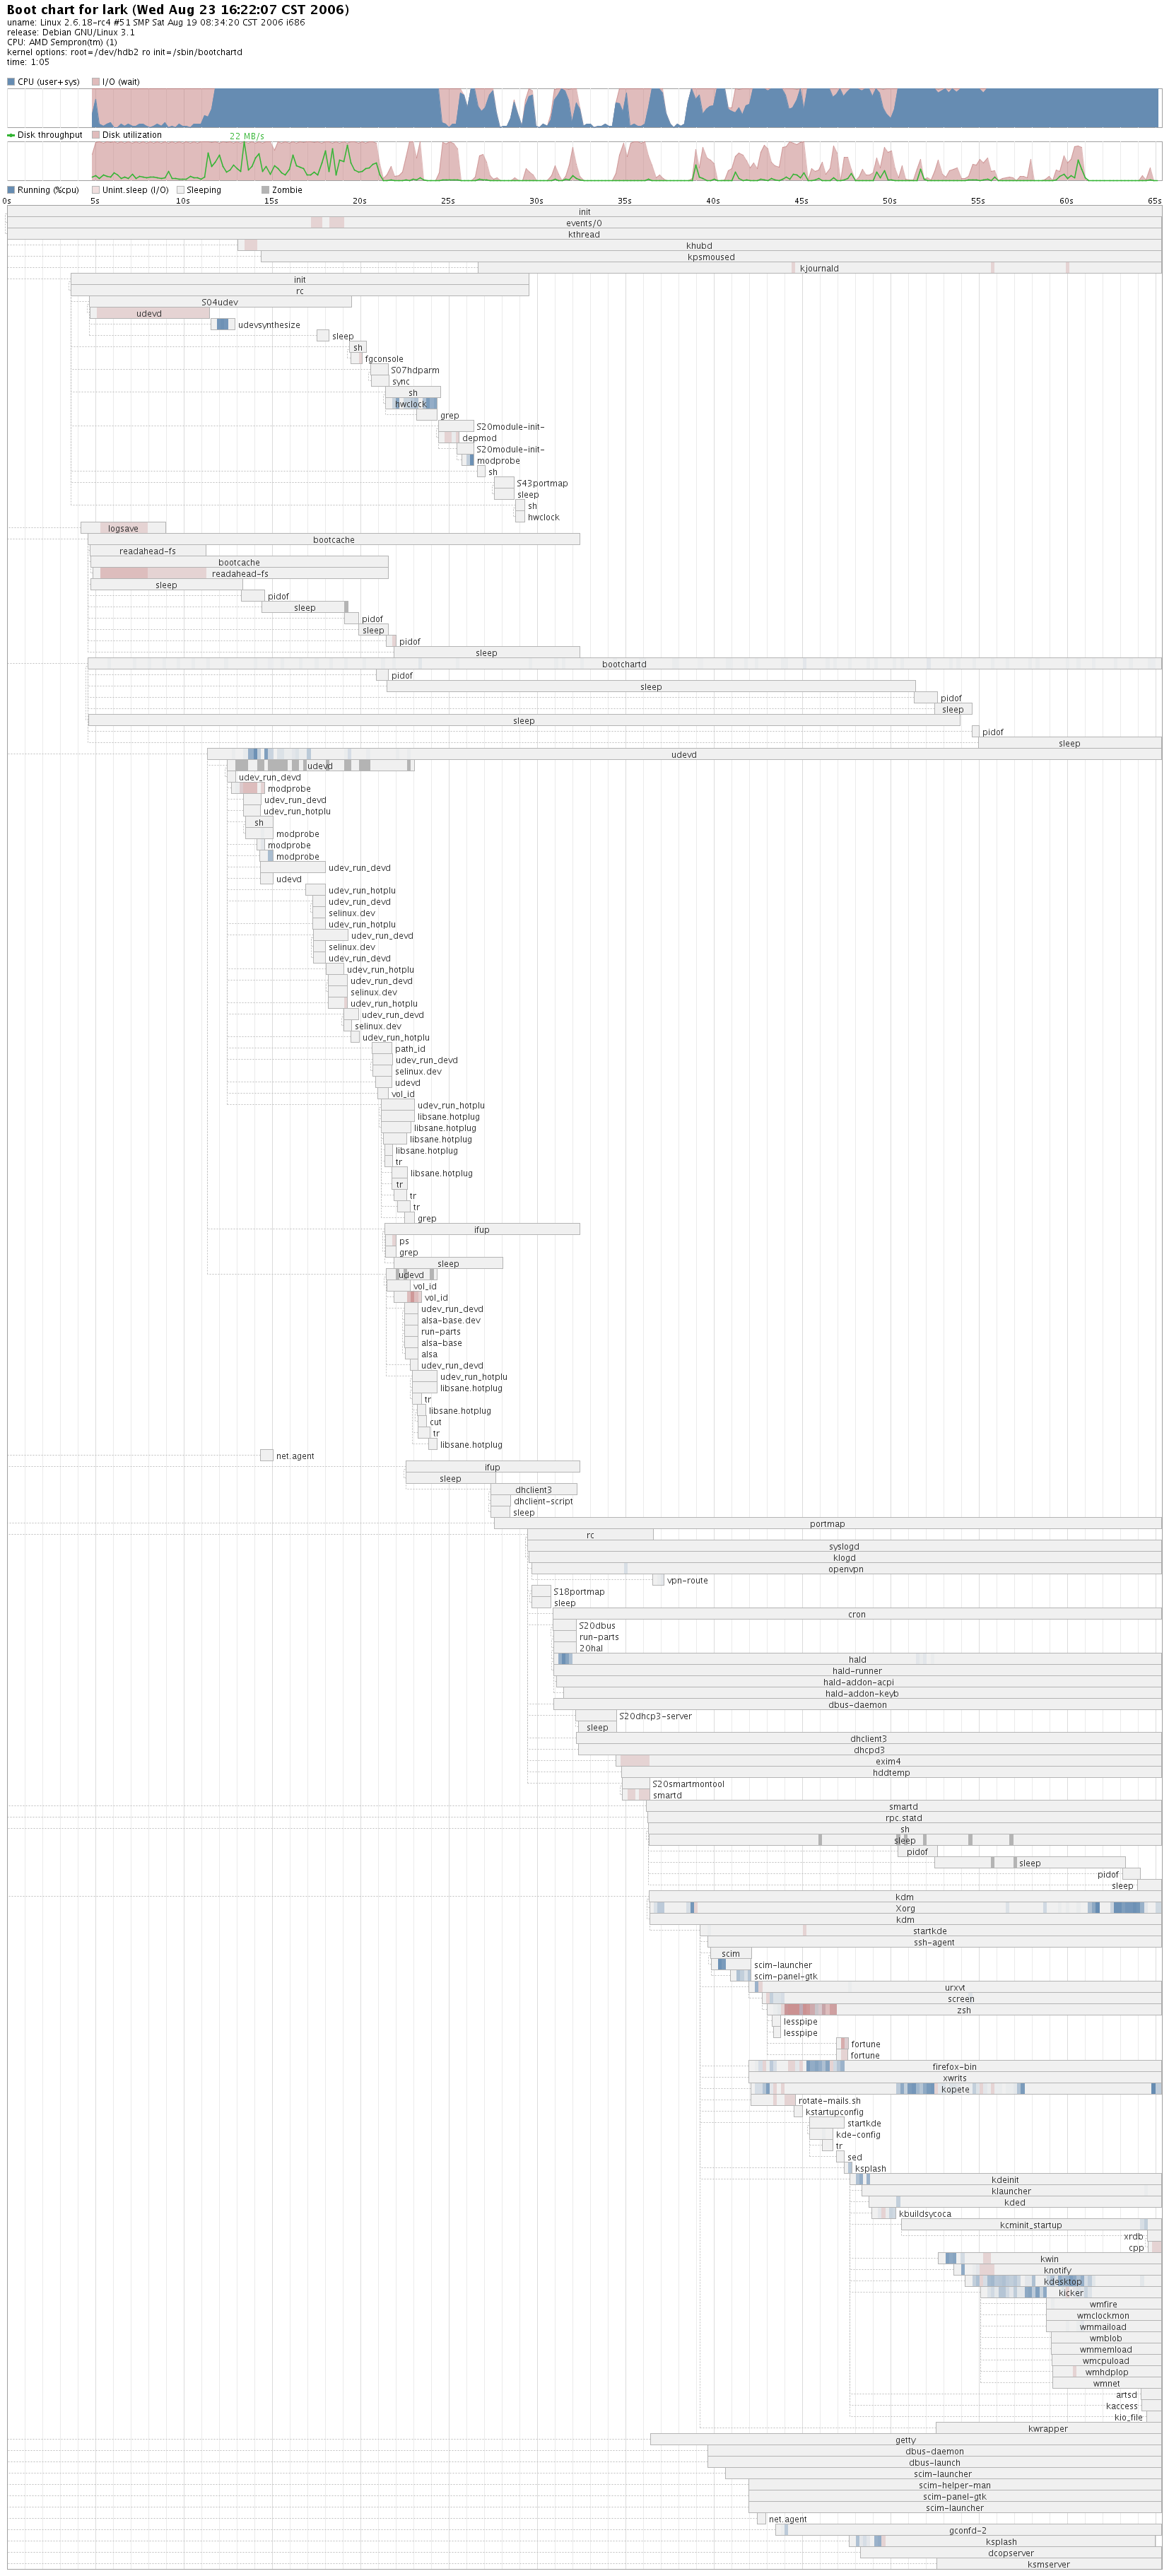 Boot chart for lark (Wed Aug 23 16:22:07 CST 2006)
uname: Linux 2.6.18-rc4 #51 SMP Sat Aug 19 08:34:20 CST 2006 i686
release: Debian GNU/Linux 3.1
CPU: AMD Sempron(tm) (1)
kernel options: root=/dev/hdb2 ro init=/sbin/bootchartd
time: 1:05
CPU (user+sys) I/O (wait)
Disk throughput Disk utilization 22 MB/s
Running (%cpu) Unint.sleep (I/O) Sleeping Zombie
0s 5s 10s 15s 20s 25s 30s 35s 40s 45s 50s 55s 60s 65s
init
events/0
kthread
khubd
kpsmoused
kjournald
init
rc
S04udev
udevd
udevsynthesize
sleep
sh
fgconsole
S07hdparm
sync
sh
hwclock
grep
S20module-init-
depmod
S20module-init-
modprobe
sh
S43portmap
sleep
sh
hwclock
logsave
bootcache
readahead-fs
bootcache
readahead-fs
sleep
pidof
sleep
pidof
sleep
pidof
sleep
bootchartd
pidof
sleep
pidof
sleep
sleep
pidof
sleep
udevd
udevd
udev_run_devd
modprobe
udev_run_devd
udev_run_hotplu
sh
modprobe
modprobe
modprobe
udev_run_devd
udevd
udev_run_hotplu
udev_run_devd
selinux.dev
udev_run_hotplu
udev_run_devd
selinux.dev
udev_run_devd
udev_run_hotplu
udev_run_devd
selinux.dev
udev_run_hotplu
udev_run_devd
selinux.dev
udev_run_hotplu
path_id
udev_run_devd
selinux.dev
udevd
vol_id
udev_run_hotplu
libsane.hotplug
libsane.hotplug
libsane.hotplug
libsane.hotplug
tr
libsane.hotplug
tr
tr
tr
grep
ifup
ps
grep
sleep
udevd
vol_id
vol_id
udev_run_devd
alsa-base.dev
run-parts
alsa-base
alsa
udev_run_devd
udev_run_hotplu
libsane.hotplug
tr
libsane.hotplug
cut
tr
libsane.hotplug
net.agent
ifup
sleep
dhclient3
dhclient-script
sleep
portmap
rc
syslogd
klogd
openvpn
vpn-route
S18portmap
sleep
cron
S20dbus
run-parts
20hal
hald
hald-runner
hald-addon-acpi
hald-addon-keyb
dbus-daemon
S20dhcp3-server
sleep
dhclient3
dhcpd3
exim4
hddtemp
S20smartmontool
smartd
smartd
rpc.statd
sh
sleep
pidof
sleep
pidof
sleep
kdm
Xorg
kdm
startkde
ssh-agent
scim
scim-launcher
scim-panel-gtk
urxvt
screen
zsh
lesspipe
lesspipe
fortune
fortune
firefox-bin
xwrits
kopete
rotate-mails.sh
kstartupconfig
startkde
kde-config
tr
sed
ksplash
kdeinit
klauncher
kded
kbuildsycoca
kcminit_startup
xrdb
cpp
kwin
knotify
kdesktop
kicker
wmfire
wmclockmon
wmmaiload
wmblob
wmmemload
wmcpuload
wmhdplop
wmnet
artsd
kaccess
kio_file
kwrapper
getty
dbus-daemon
dbus-launch
scim-launcher
scim-helper-man
scim-panel-gtk
scim-launcher
net.agent
gconfd-2
ksplash
dcopserver
ksmserver